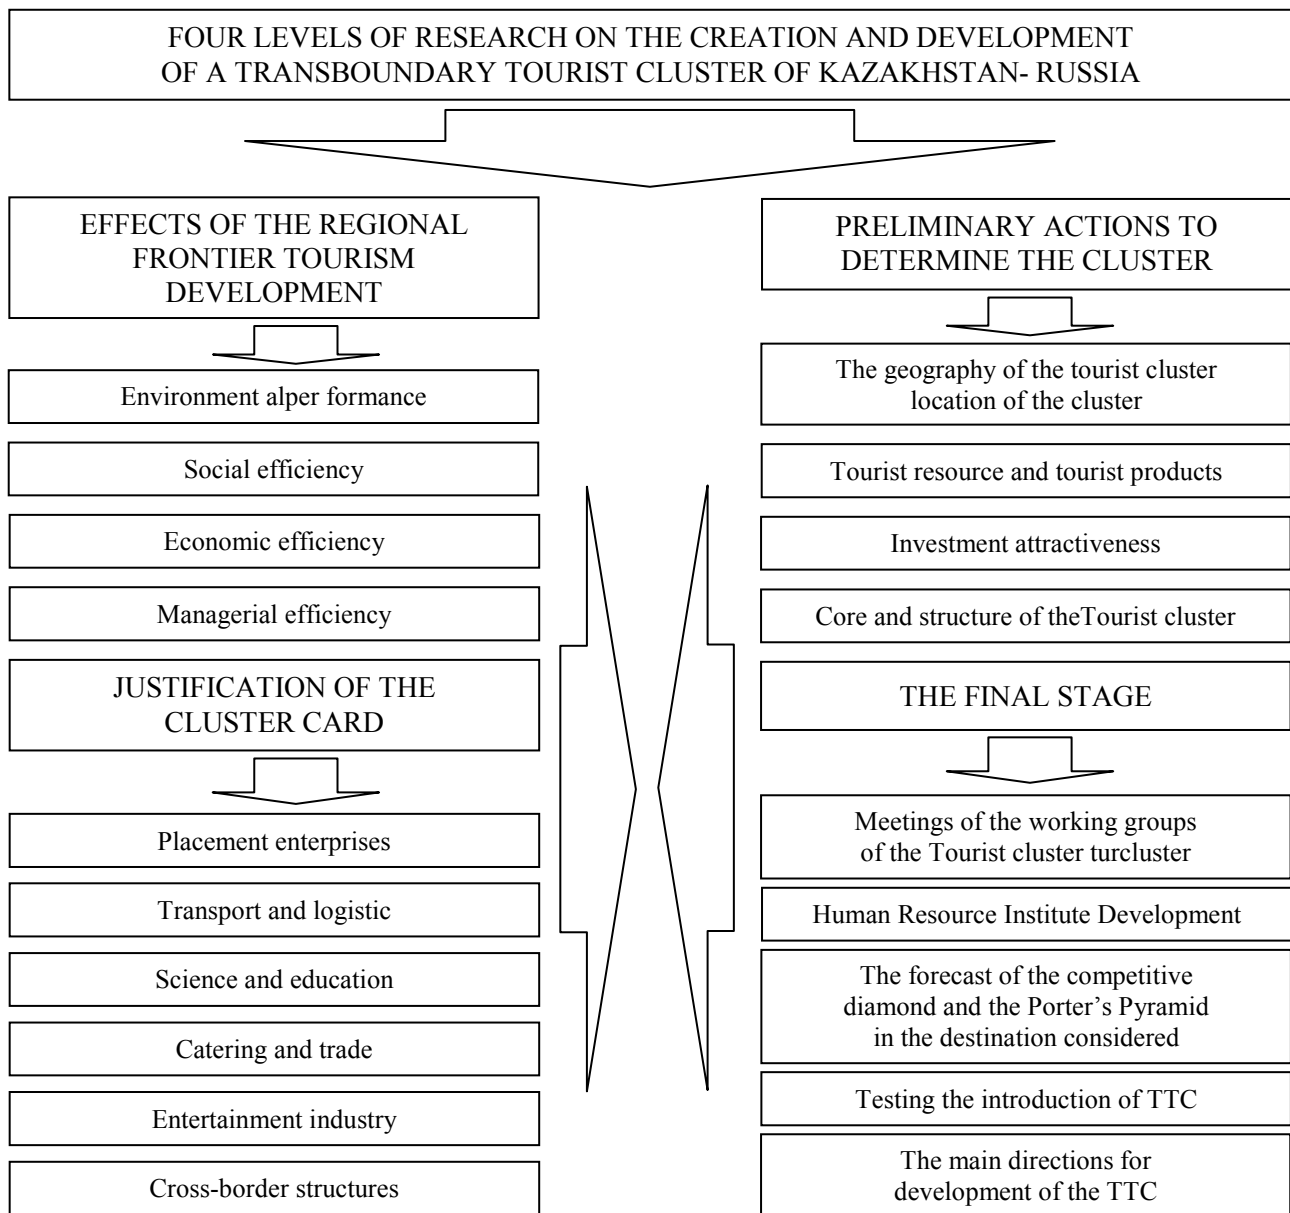 FOUR LEVELS OF RESEARCH ON THE CREATION AND DEVELOPMENT
OF A TRANSBOUNDARY TOURIST CLUSTER OF KAZAKHSTAN- RUSSIA
EFFECTS OF THE REGIONAL
FRONTIER TOURISM
DEVELOPMENT
Environment alper formance
Social efficiency
Economic efficiency
Managerial efficiency
JUSTIFICATION OF THE
CLUSTER CARD
Placement enterprises
Transport and logistic
Science and education
Catering and trade
Entertainment industry
Cross-border structures
PRELIMINARY ACTIONS TO
DETERMINE THE CLUSTER
The geography of the tourist cluster
location of the cluster
Tourist resource and tourist products
Investment attractiveness
Core and structure of theTourist cluster
THE FINAL STAGE
Meetings of the working groups
of the Tourist cluster turcluster
Human Resource Institute Development
The forecast of the competitive
diamond and the Porter’s Pyramid
in the destination considered
Testing the introduction of TTC
The main directions for
development of the TTC